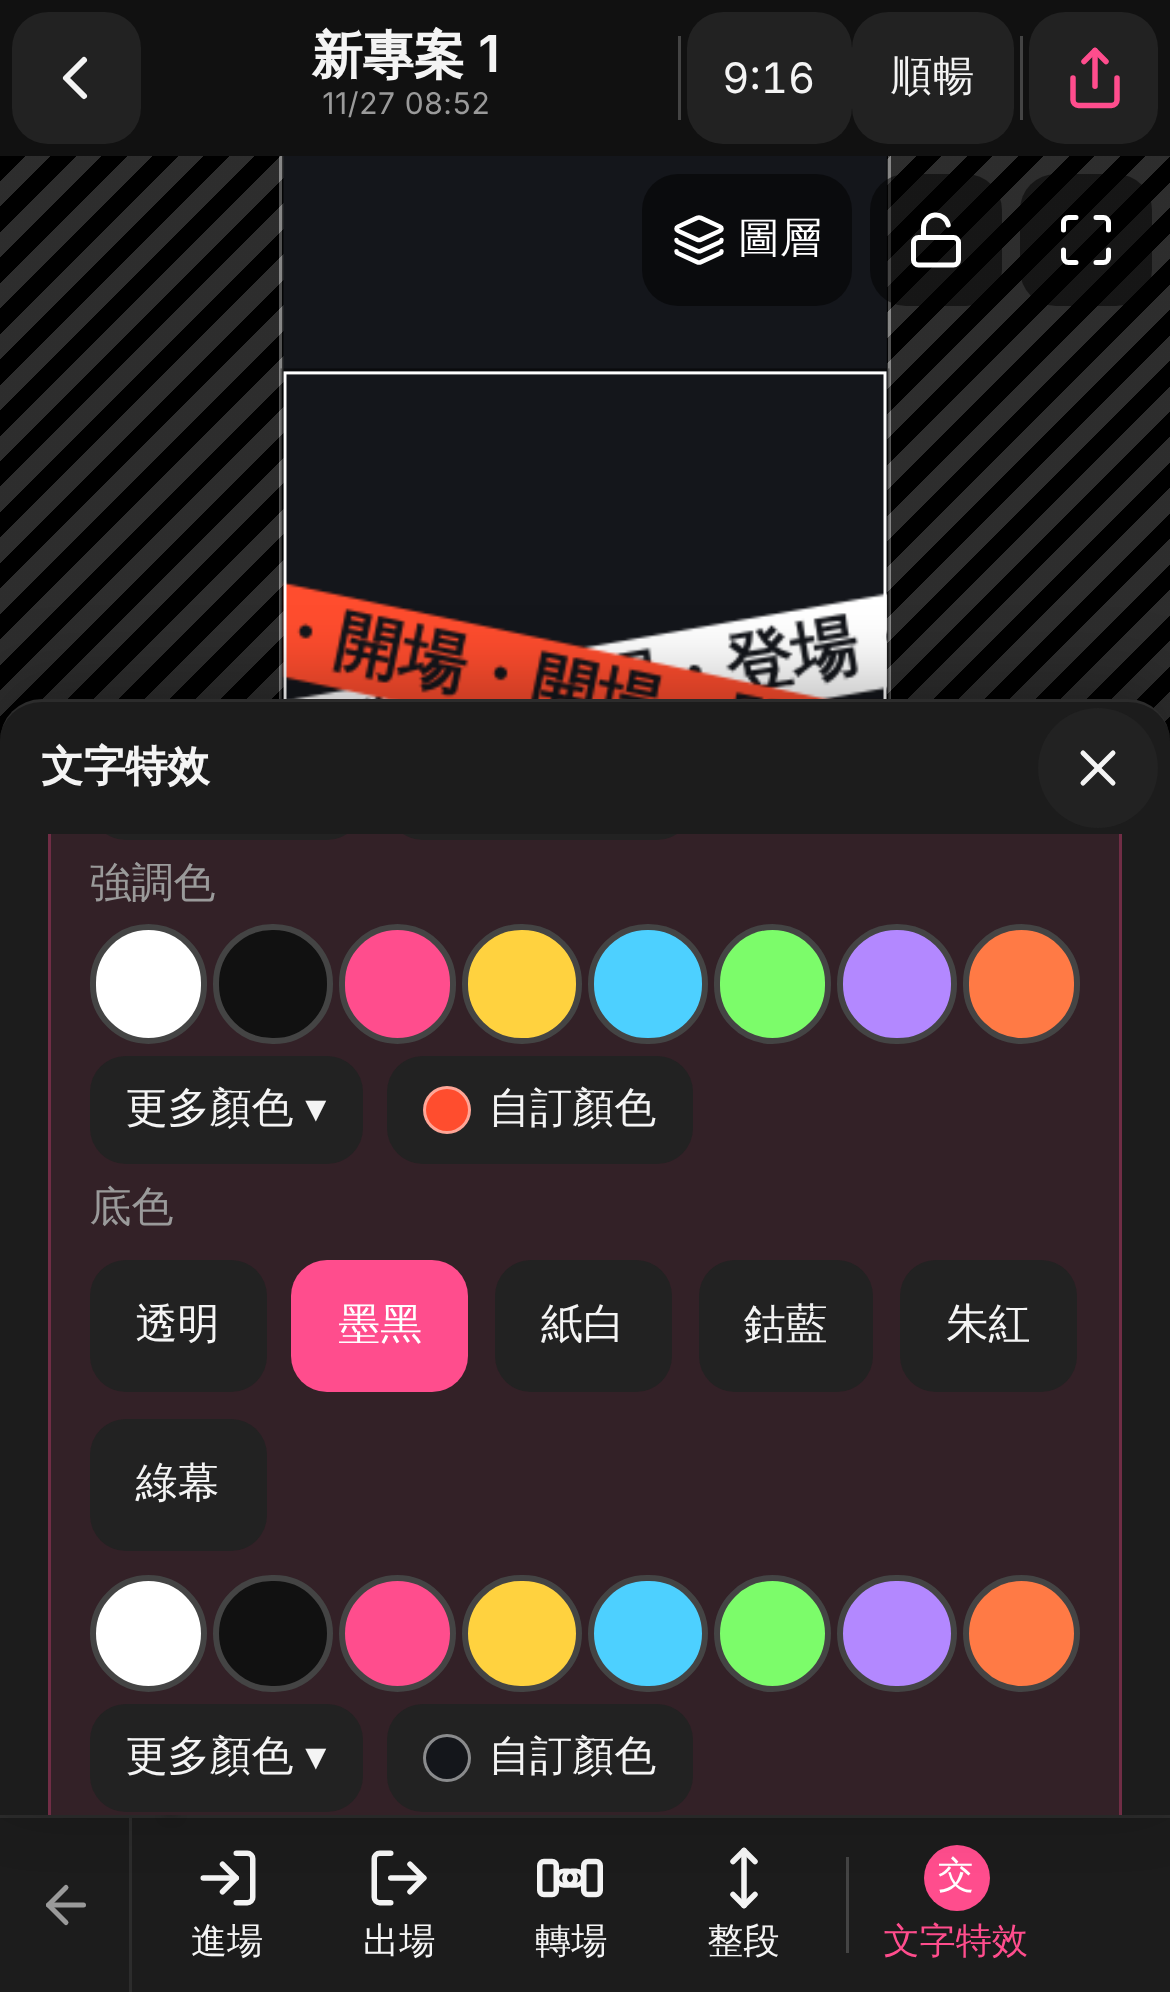 新專案 1
11/27 08:52
9:16
順暢
圖層
・開場・開場
・登場
文字特效
強調色
更多顏色 ▾
自訂顏色
底色
透明
墨黑
紙白
鈷藍
朱紅
綠幕
更多顏色 ▾
自訂顏色
進場
出場
轉場
整段
交
文字特效